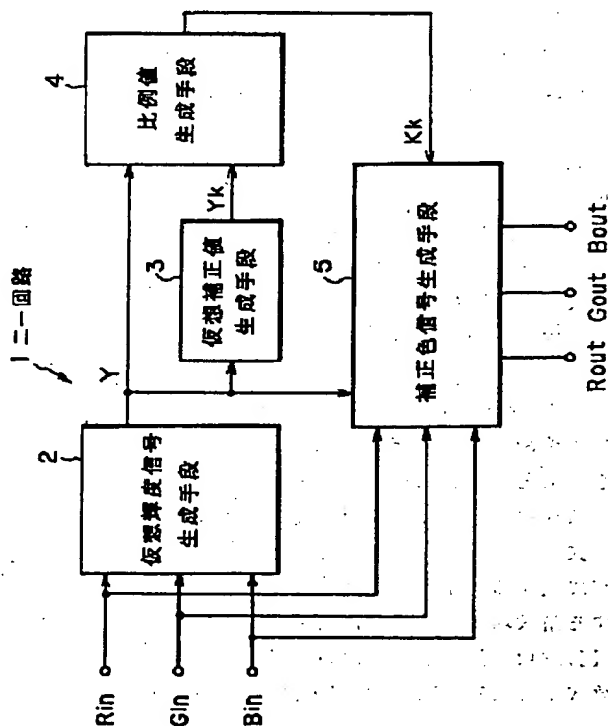 1 ニー回路
2
仮想輝度信号
生成手段
Rin
Gin
Bin
Y
3
仮想補正値
生成手段
Yk
4
比例値
生成手段
Kk
5
補正色信号生成手段
Rout Gout Bout